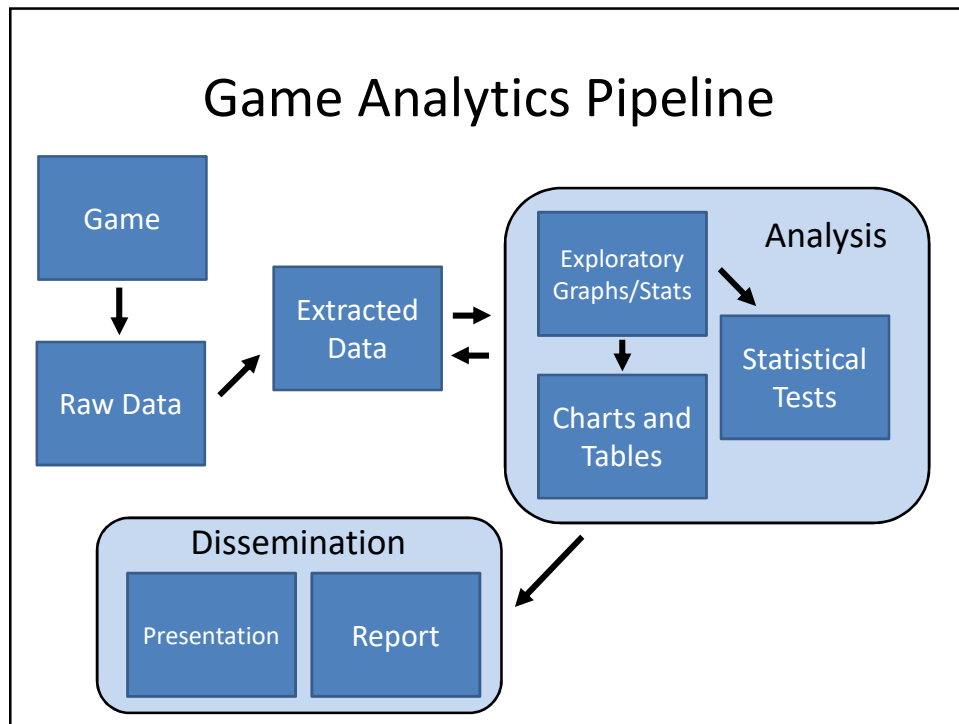 Game Analytics Pipeline
Game
Raw Data
Extracted
Data
Analysis
Exploratory
Graphs/Stats
Statistical
Tests
Charts and
Tables
Dissemination
Presentation
Report